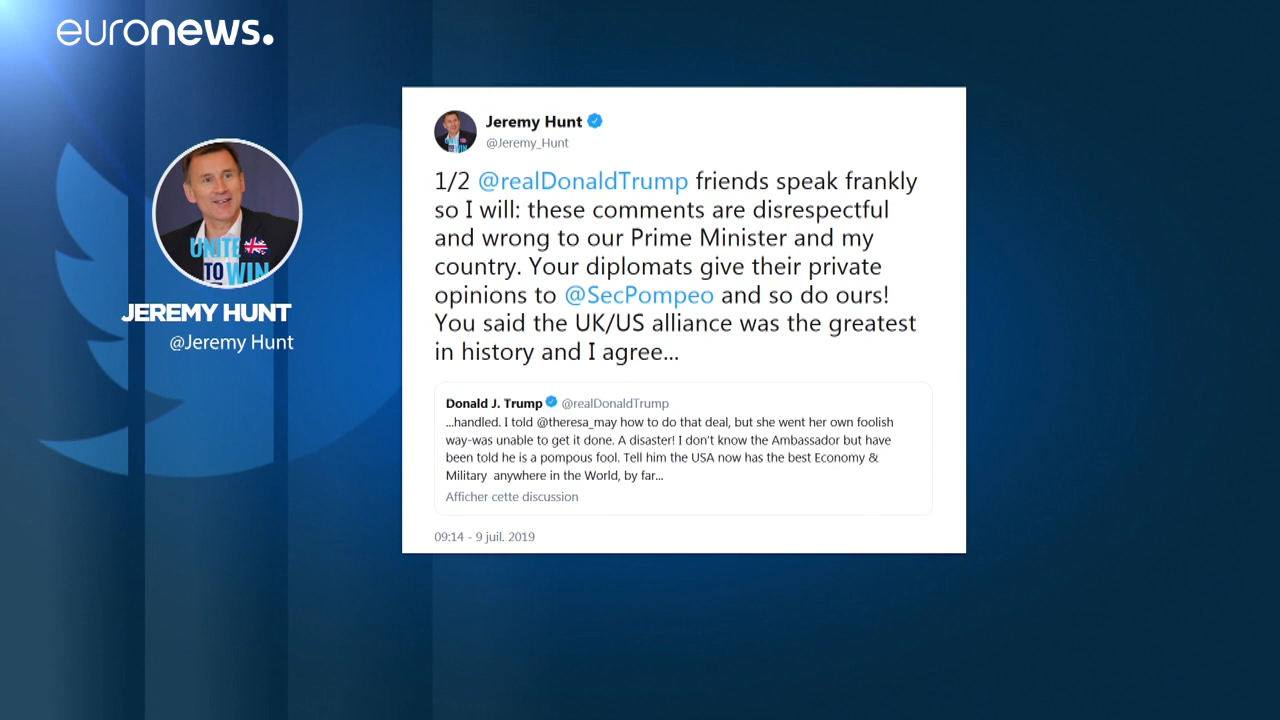 euronews.
UNITE
TO WIN
JEREMY HUNT
@Jeremy Hunt
Jeremy Hunt
@Jeremy_Hunt
1/2 @realDonaldTrump friends speak frankly
so I will: these comments are disrespectful
and wrong to our Prime Minister and my
country. Your diplomats give their private
opinions to @SecPompeo and so do ours!
You said the UK/US alliance was the greatest
in history and I agree...
Donald J. Trump @realDonaldTrump
...handled. I told @theresa_may how to do that deal, but she went her own foolish
way-was unable to get it done. A disaster! I don't know the Ambassador but have
been told he is a pompous fool. Tell him the USA now has the best Economy &
Military anywhere in the World, by far...
Afficher cette discussion
09:14 - 9 juil. 2019